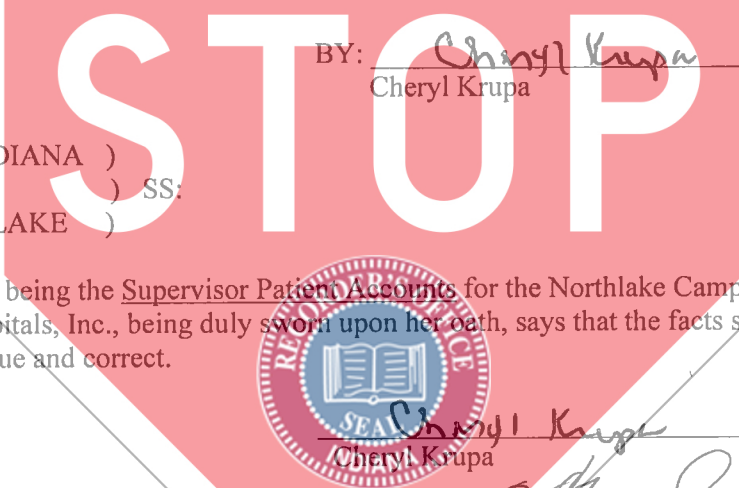 STOP
BY: Cheryl Krupa
Cheryl Krupa
DIANA )
) SS:
LAKE )
being the Supervisor Patient Accounts for the Northlake Camp
pitals, Inc., being duly sworn upon her oath, says that the facts s
ue and correct.
RECORDER'S OFFICE
SEAL
Cheryl Krupa
Cheryl Krupa